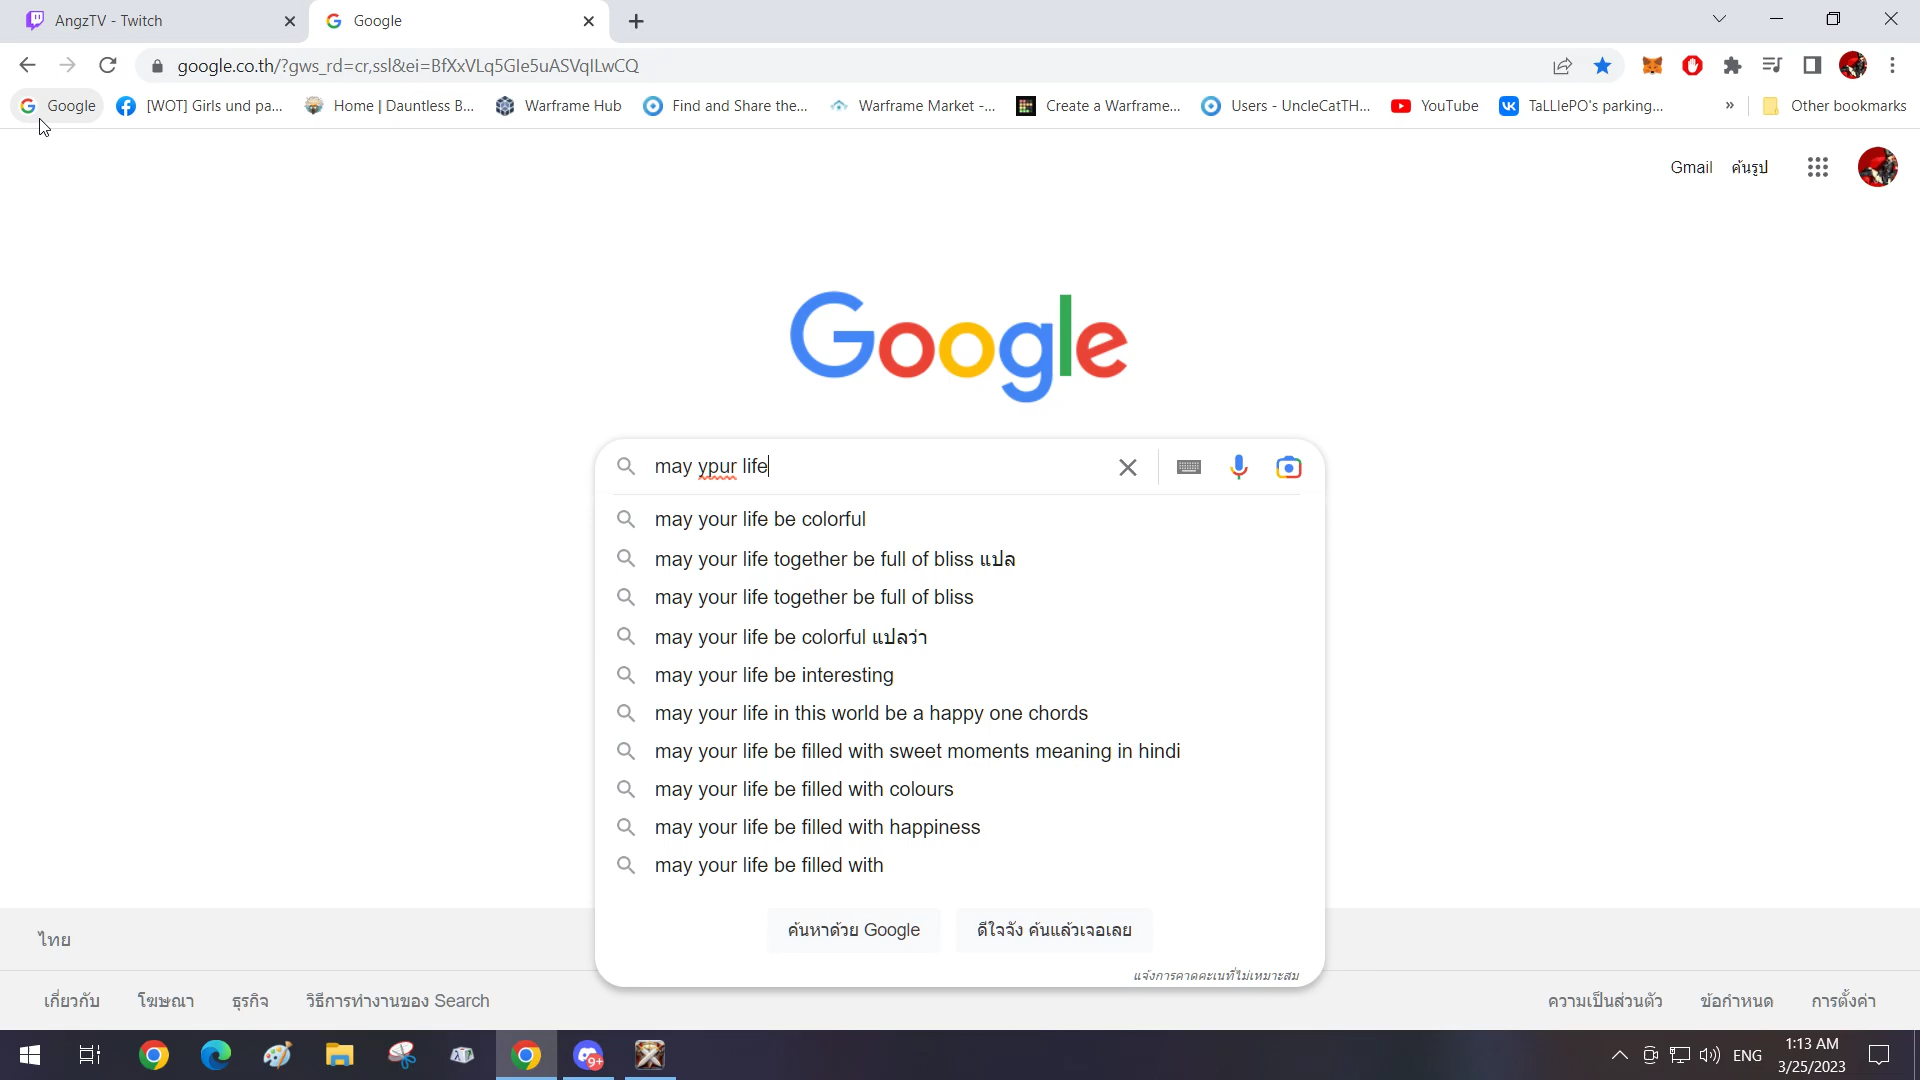 AngzTV - Twitch
Google
google.co.th/?gws_rd=cr,ssl&ei=BfXxVLq5Gle5uASVqlLwCQ
Google
[WOT] Girls und pa...
Home | Dauntless B...
Warframe Hub
Find and Share the...
Warframe Market -...
Create a Warframe...
Users - UncleCatTH...
YouTube
TaLLIePO's parking...
»
Other bookmarks
Gmail
ค้นรูป
Google
may ypur life
may your life be colorful
may your life together be full of bliss แปล
may your life together be full of bliss
may your life be colorful แปลว่า
may your life be interesting
may your life in this world be a happy one chords
may your life be filled with sweet moments meaning in hindi
may your life be filled with colours
may your life be filled with happiness
may your life be filled with
ค้นหาด้วย Google
ดีใจจัง ค้นแล้วเจอเลย
แจ้งการคาดคะเนที่ไม่เหมาะสม
ไทย
เกี่ยวกับ
โฆษณา
ธุรกิจ
วิธีการทำงานของ Search
ความเป็นส่วนตัว
ข้อกำหนด
การตั้งค่า
9+
ENG
1:13 AM
3/25/2023